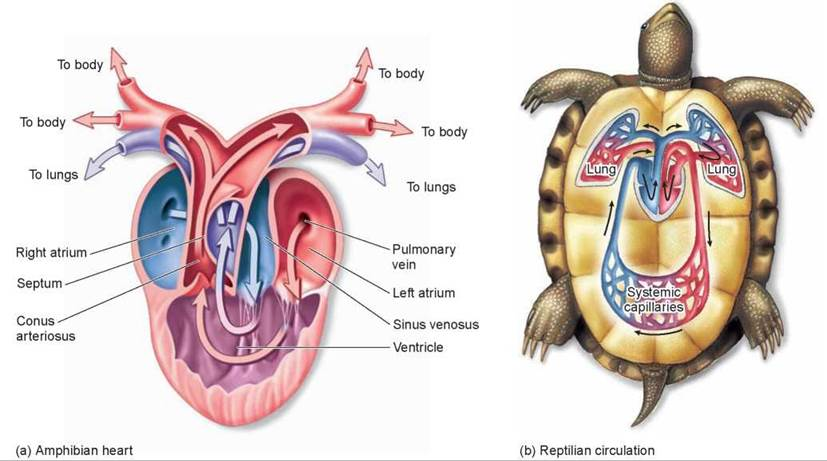 To body
To body
To body
To body
To lungs
To lungs
Right atrium
Septum
Conus
arteriosus
Pulmonary
vein
Left atrium
Sinus venosus
Ventricle
(a) Amphibian heart
Lung
Lung
Systemic
capillaries
(b) Reptilian circulation